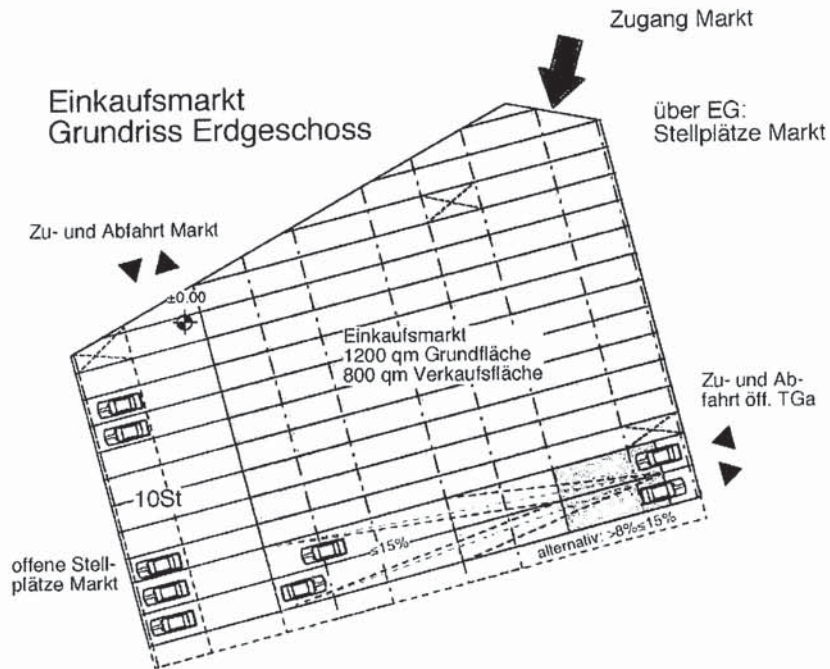 Zugang Markt
Einkaufsmarkt
Grundriss Erdgeschoss
über EG:
Stellplätze Markt
Zu- und Abfahrt Markt
±0.00
Einkaufsmarkt
1200 qm Grundfläche
800 qm Verkaufsfläche
Zu- und Ab-
fahrt öff. TGa
10St
≤15%
alternativ: >8%≤15%
offene Stell-
plätze Markt